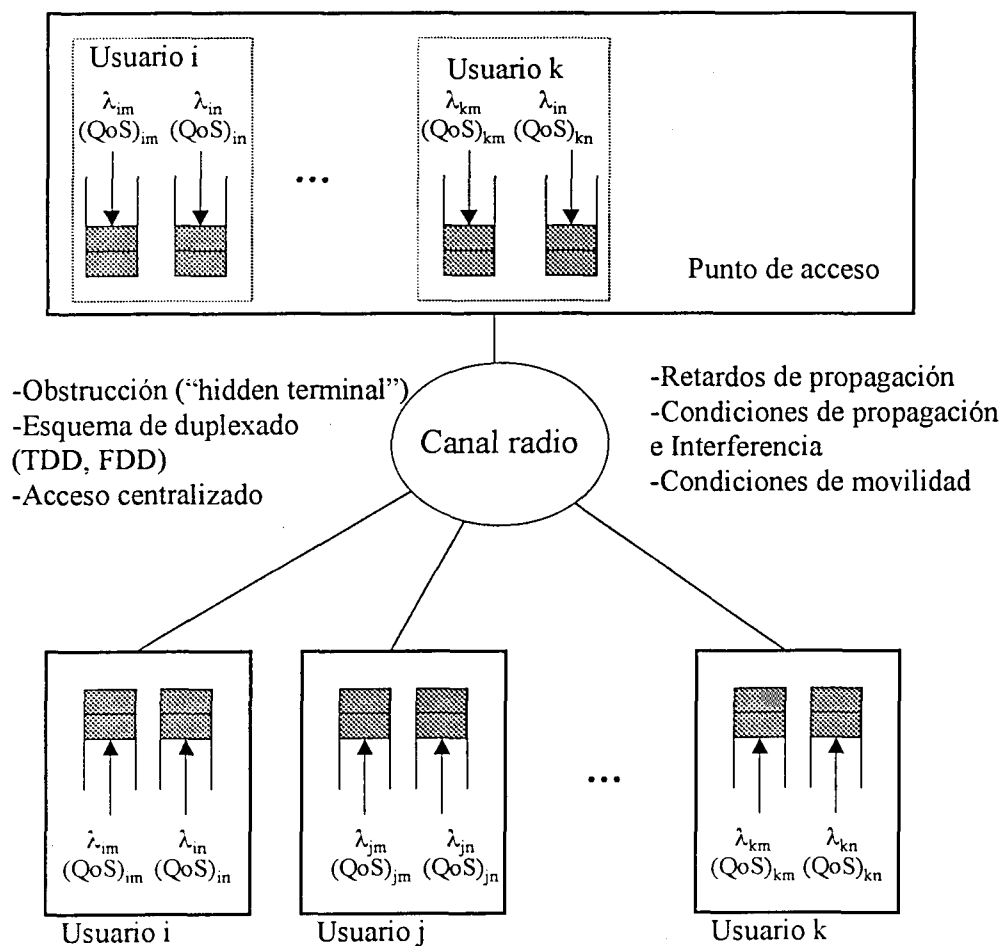 Usuario i
λim
(QoS)im
λin
(QoS)in
...
Usuario k
λkm
(QoS)km
λin
(QoS)kn
Punto de acceso
-Obstrucción (“hidden terminal”)
-Esquema de duplexado
(TDD, FDD)
-Acceso centralizado
Canal radio
-Retardos de propagación
-Condiciones de propagación
e Interferencia
-Condiciones de movilidad
λim
(QoS)im
λin
(QoS)in
Usuario i
λjm
(QoS)jm
λjn
(QoS)jn
Usuario j
...
λkm
(QoS)km
λkn
(QoS)kn
Usuario k